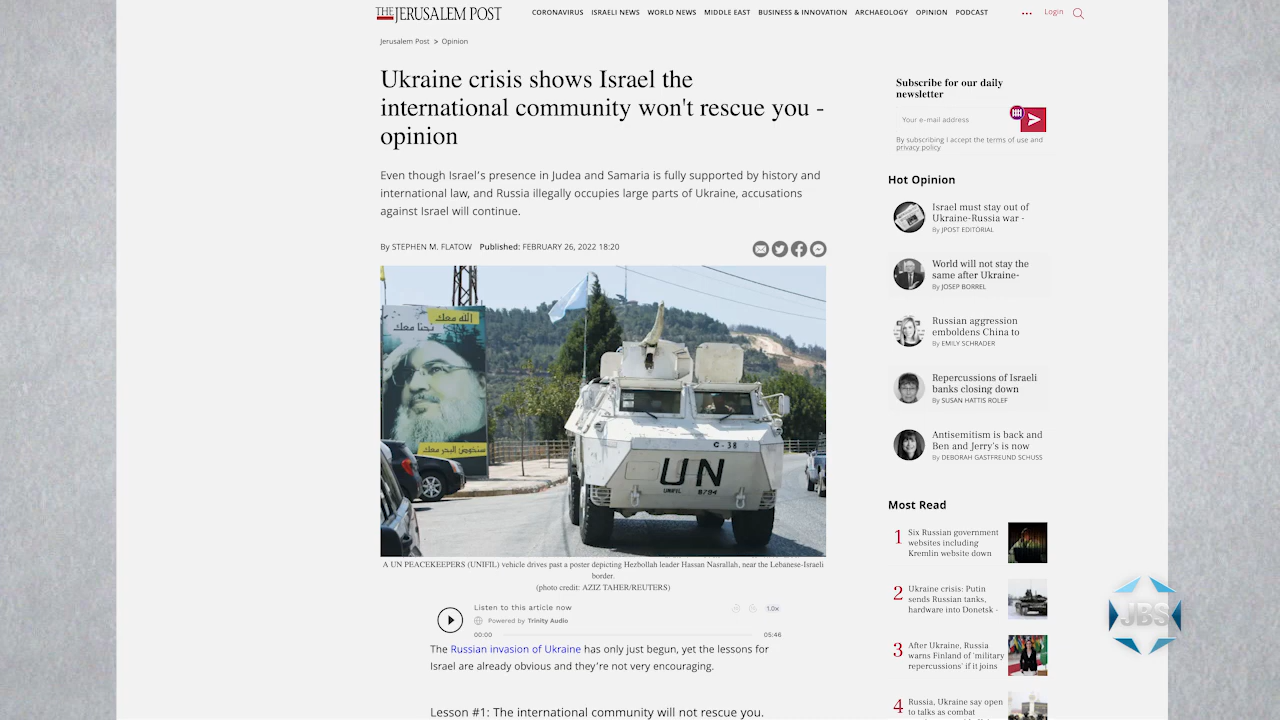 THE JERUSALEM POST
CORONAVIRUS ISRAELI NEWS WORLD NEWS MIDDLE EAST BUSINESS & INNOVATION ARCHAEOLOGY OPINION PODCAST
... Login
Jerusalem Post > Opinion
Ukraine crisis shows Israel the
international community won't rescue you -
opinion
Even though Israel's presence in Judea and Samaria is fully supported by history and
international law, and Russia illegally occupies large parts of Ukraine, accusations
against Israel will continue.
By STEPHEN M. FLATOW Published: FEBRUARY 26, 2022 18:20
الله معك
نحنا معك
سنخوض البحر معك
C - 38
UN
UNIFIL 8794
A UN PEACEKEEPERS (UNIFIL) vehicle drives past a poster depicting Hezbollah leader Hassan Nasrallah, near the Lebanese-Israeli
border.
(photo credit: AZIZ TAHER/REUTERS)
Listen to this article now
1.0x
Powered by Trinity Audio
00:00 05:46
The Russian invasion of Ukraine has only just begun, yet the lessons for
Israel are already obvious and they're not very encouraging.
Lesson #1: The international community will not rescue you.
Subscribe for our daily
newsletter
Your e-mail address
By subscribing I accept the terms of use and
privacy policy
Hot Opinion
Israel must stay out of
Ukraine-Russia war -
By JPOST EDITORIAL
World will not stay the
same after Ukraine-
By JOSEP BORREL
Russian aggression
emboldens China to
By EMILY SCHRADER
Repercussions of Israeli
banks closing down
By SUSAN HATTIS ROLEF
Antisemitism is back and
Ben and Jerry's is now
By DEBORAH GASTFREUND SCHUSS
Most Read
1 Six Russian government
websites including
Kremlin website down
2 Ukraine crisis: Putin
sends Russian tanks,
hardware into Donetsk -
3 After Ukraine, Russia
warns Finland of 'military
repercussions' if it joins
4 Russia, Ukraine say open
to talks as combat
JBS